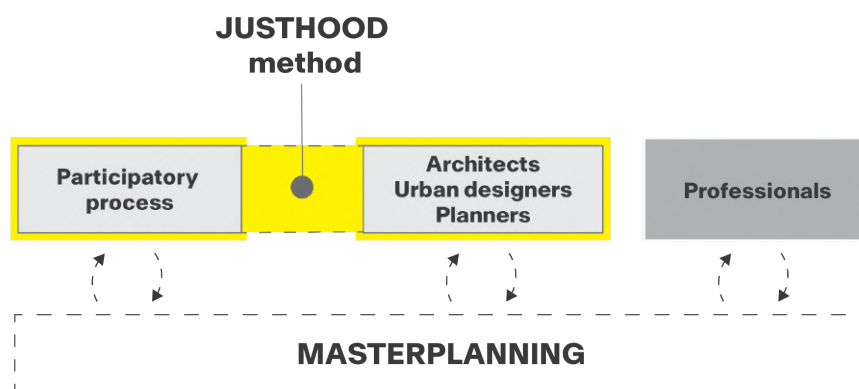 JUSTHOOD
method
Participatory
process
Architects
Urban designers
Planners
Professionals
MASTERPLANNING